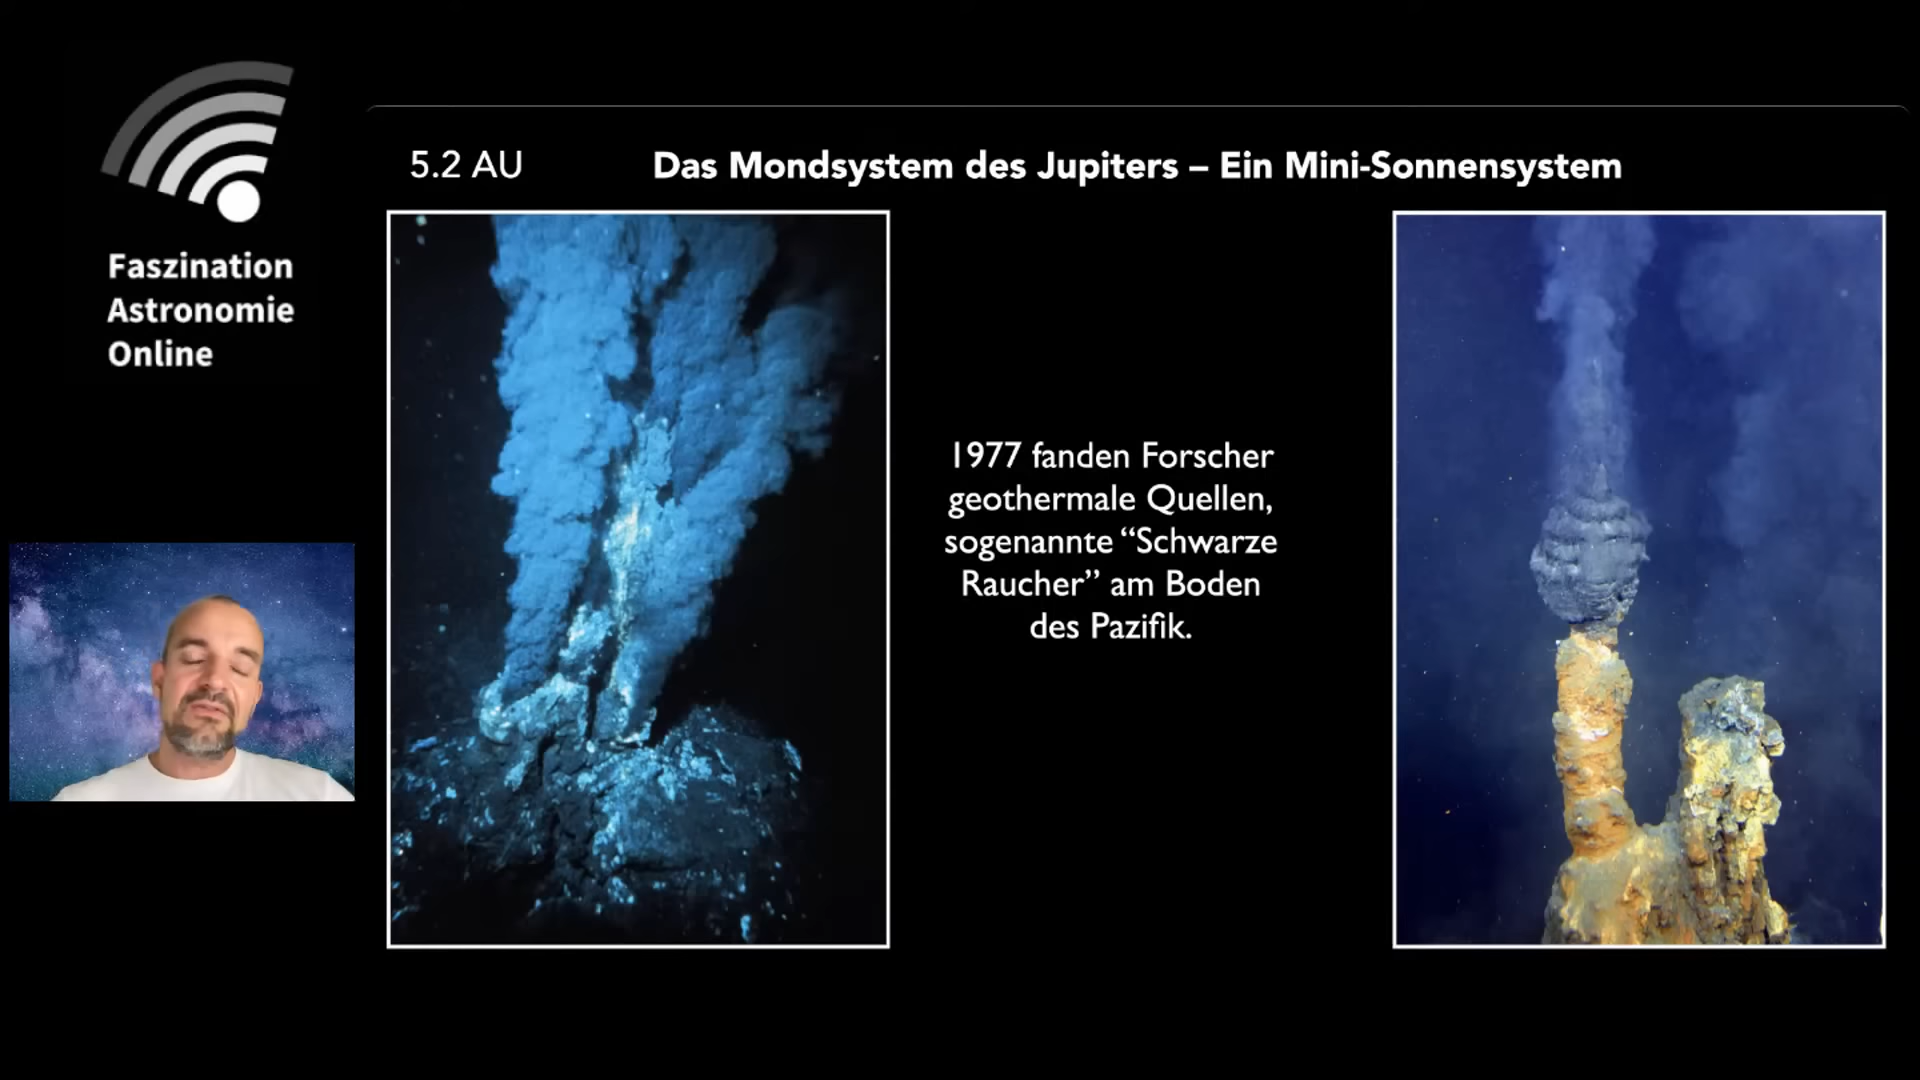 Faszination
Astronomie
Online
5.2 AU
Das Mondsystem des Jupiters – Ein Mini-Sonnensystem
1977 fanden Forscher
geothermale Quellen,
sogenannte “Schwarze
Raucher” am Boden
des Pazifik.